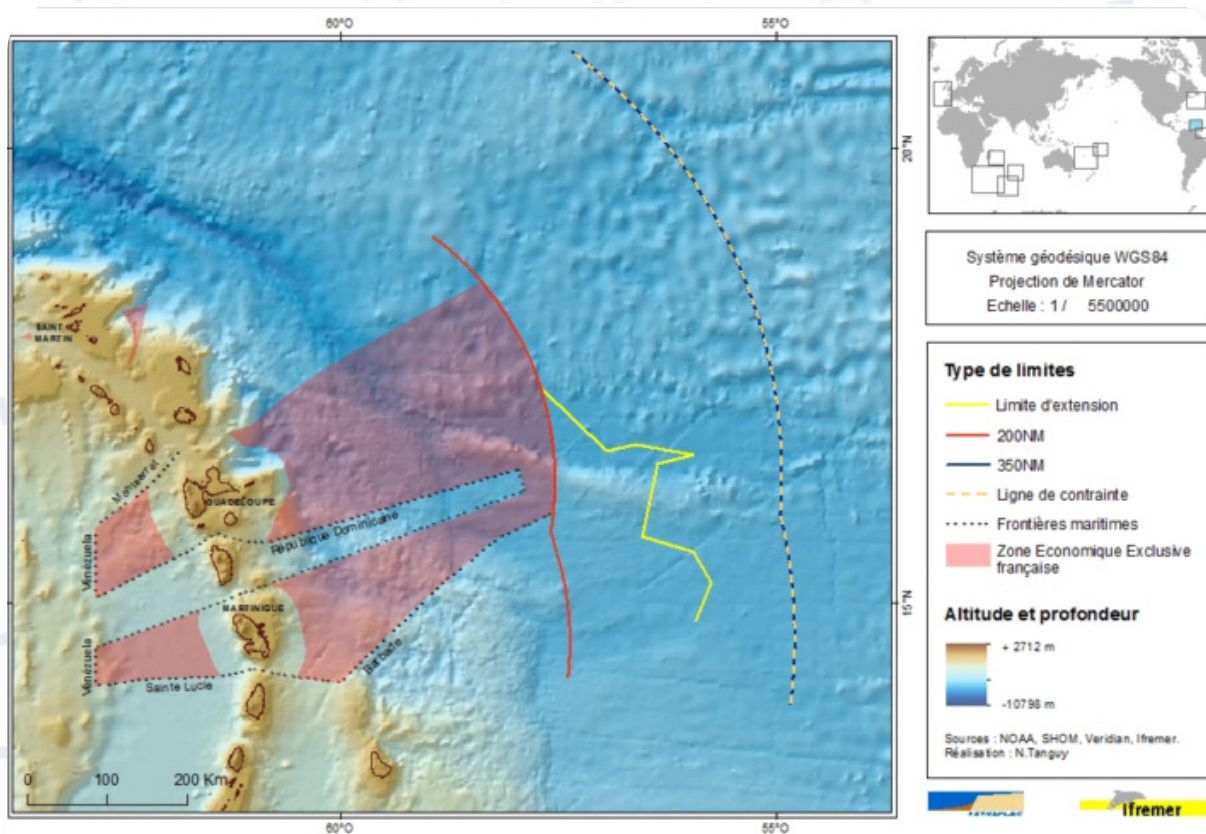 60°O
55°O
20°N
15°N
SAINT
MARTIN
Montserrat
GUADELOUPE
République Dominicaine
Vénézuela
MARTINIQUE
Vénézuela
Sainte Lucie
Barbade
0 100 200 Km
60°O
55°O
Système géodésique WGS84
Projection de Mercator
Echelle : 1 / 5500000
Type de limites
Limite d'extension
200NM
350NM
Ligne de contrainte
Frontières maritimes
Zone Economique Exclusive
française
Altitude et profondeur
+ 2712 m
-10798 m
Sources : NOAA, SHOM, Veridian, Ifremer.
Réalisation : N.Tanguy
Ifremer